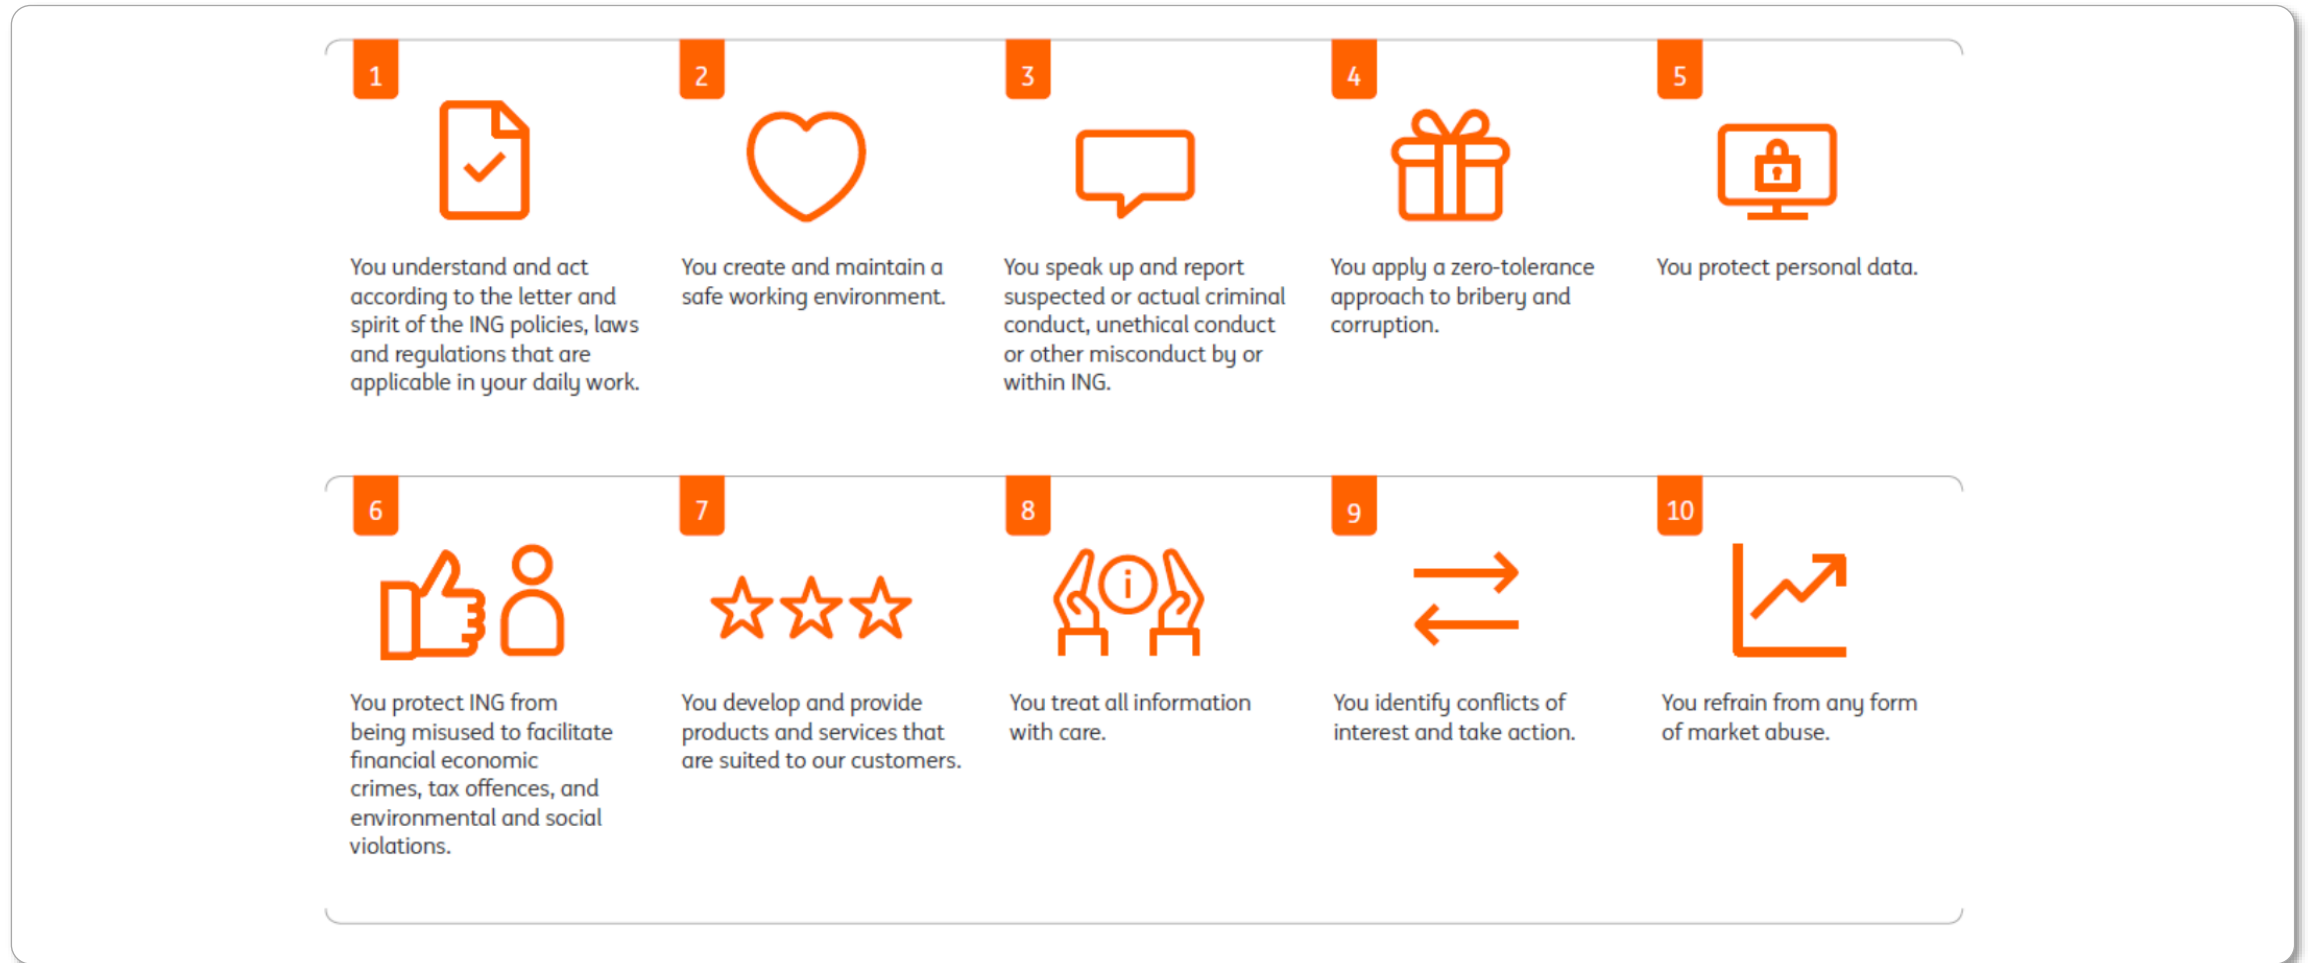 1
You understand and act
according to the letter and
spirit of the ING policies, laws
and regulations that are
applicable in your daily work.
2
You create and maintain a
safe working environment.
3
You speak up and report
suspected or actual criminal
conduct, unethical conduct
or other misconduct by or
within ING.
4
You apply a zero-tolerance
approach to bribery and
corruption.
5
You protect personal data.
6
You protect ING from
being misused to facilitate
financial economic
crimes, tax offences, and
environmental and social
violations.
7
You develop and provide
products and services that
are suited to our customers.
8
i
You treat all information
with care.
9
You identify conflicts of
interest and take action.
10
You refrain from any form
of market abuse.